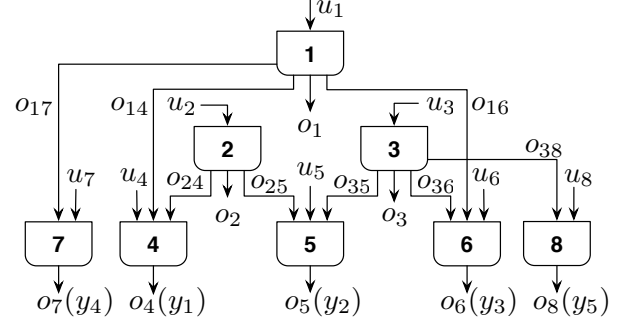 u₁
1
o₁₇ o₁₄ u₂ o₁ u₃ o₁₆
2 3 o₃₈
u₇ u₄ o₂₄ o₂₅ u₅ o₃₅ o₃₆ u₆ u₈
o₂ o₃
7 4 5 6 8
o₇(y₄) o₄(y₁) o₅(y₂) o₆(y₃) o₈(y₅)